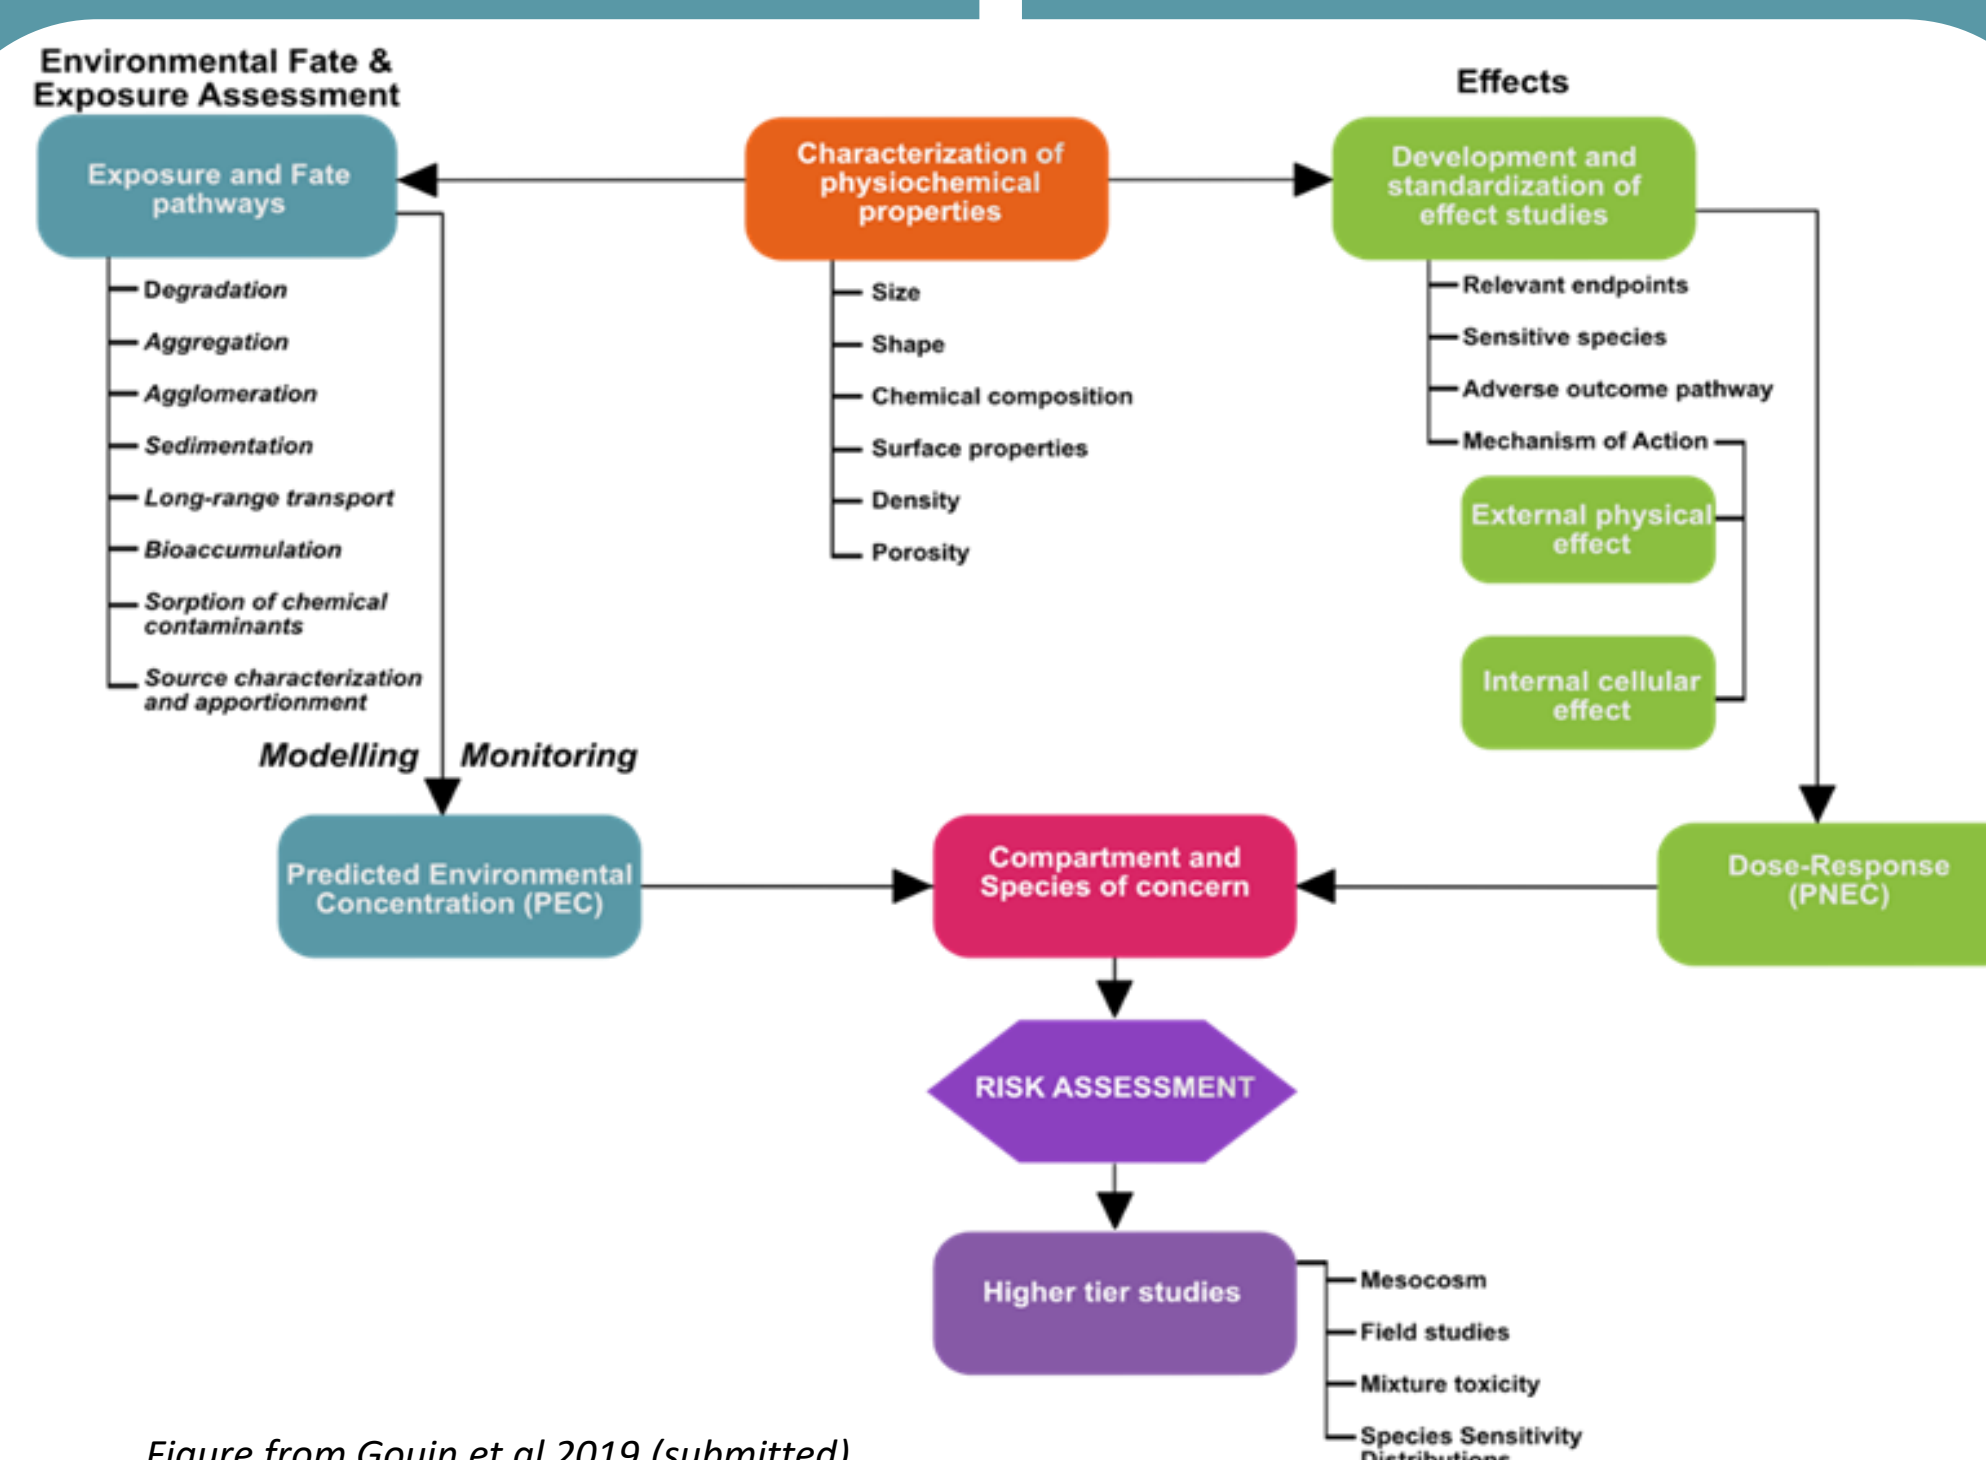 Environmental Fate &
Exposure Assessment
Effects
Exposure and Fate
pathways
Characterization of
physiochemical
properties
Development and
standardization of
effect studies
Degradation
Aggregation
Agglomeration
Sedimentation
Long-range transport
Bioaccumulation
Sorption of chemical
contaminants
Source characterization
and apportionment
Size
Shape
Chemical composition
Surface properties
Density
Porosity
Relevant endpoints
Sensitive species
Adverse outcome pathway
Mechanism of Action
External physical
effect
Internal cellular
effect
Modelling Monitoring
Predicted Environmental
Concentration (PEC)
Compartment and
Species of concern
Dose-Response
(PNEC)
RISK ASSESSMENT
Higher tier studies
Mesocosm
Field studies
Mixture toxicity
Species Sensitivity
Distributions
Figure from Gouin et al 2019 (submitted)